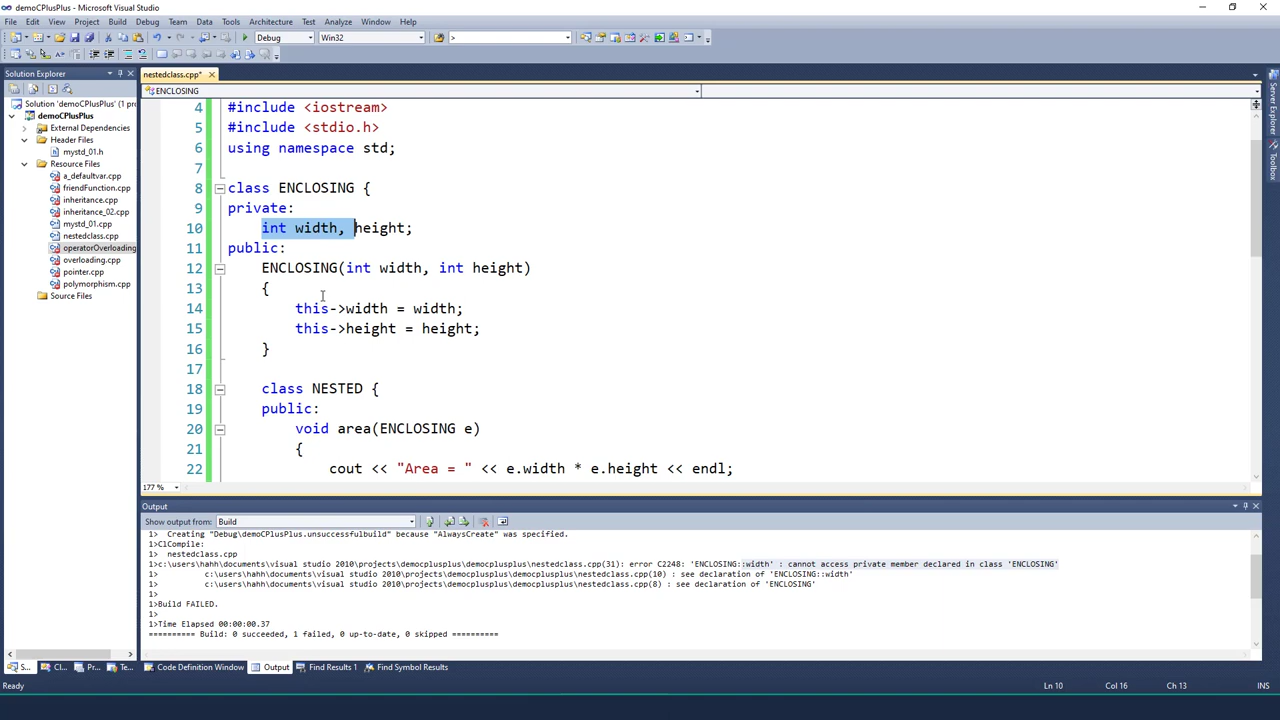 demoCPlusPlus - Microsoft Visual Studio
File Edit View Project Build Debug Team Data Tools Architecture Test Analyze Window Help
Debug Win32 >
Solution Explorer
nestedclass.cpp*
ENCLOSING
Solution 'demoCPlusPlus' (1 pro
demoCPlusPlus
External Dependencies
Header Files
mystd_01.h
Resource Files
a_defaultvar.cpp
friendFunction.cpp
inheritance.cpp
inheritance_02.cpp
mystd_01.cpp
nestedclass.cpp
operatorOverloading
overloading.cpp
pointer.cpp
polymorphism.cpp
Source Files
4 #include <iostream>
5 #include <stdio.h>
6 using namespace std;
7
8 class ENCLOSING {
9 private:
10 int width, height;
11 public:
12 ENCLOSING(int width, int height)
13 {
14 this->width = width;
15 this->height = height;
16 }
17
18 class NESTED {
19 public:
20 void area(ENCLOSING e)
21 {
22 cout << "Area = " << e.width * e.height << endl;
177 %
Server Explorer
Toolbox
Output
Show output from: Build
1> Creating "Debug\demoCPlusPlus.unsuccessfulbuild" because "AlwaysCreate" was specified.
1>ClCompile:
1> nestedclass.cpp
1>c:\users\hahh\documents\visual studio 2010\projects\democplusplus\democplusplus\nestedclass.cpp(31): error C2248: 'ENCLOSING::width' : cannot access private member declared in class 'ENCLOSING'
1> c:\users\hahh\documents\visual studio 2010\projects\democplusplus\democplusplus\nestedclass.cpp(10) : see declaration of 'ENCLOSING::width'
1> c:\users\hahh\documents\visual studio 2010\projects\democplusplus\democplusplus\nestedclass.cpp(8) : see declaration of 'ENCLOSING'
1>
1>Build FAILED.
1>
1>Time Elapsed 00:00:00.37
========== Build: 0 succeeded, 1 failed, 0 up-to-date, 0 skipped ==========
S... Cl... Pr... Te... Code Definition Window Output Find Results 1 Find Symbol Results
Ready Ln 10 Col 16 Ch 13 INS